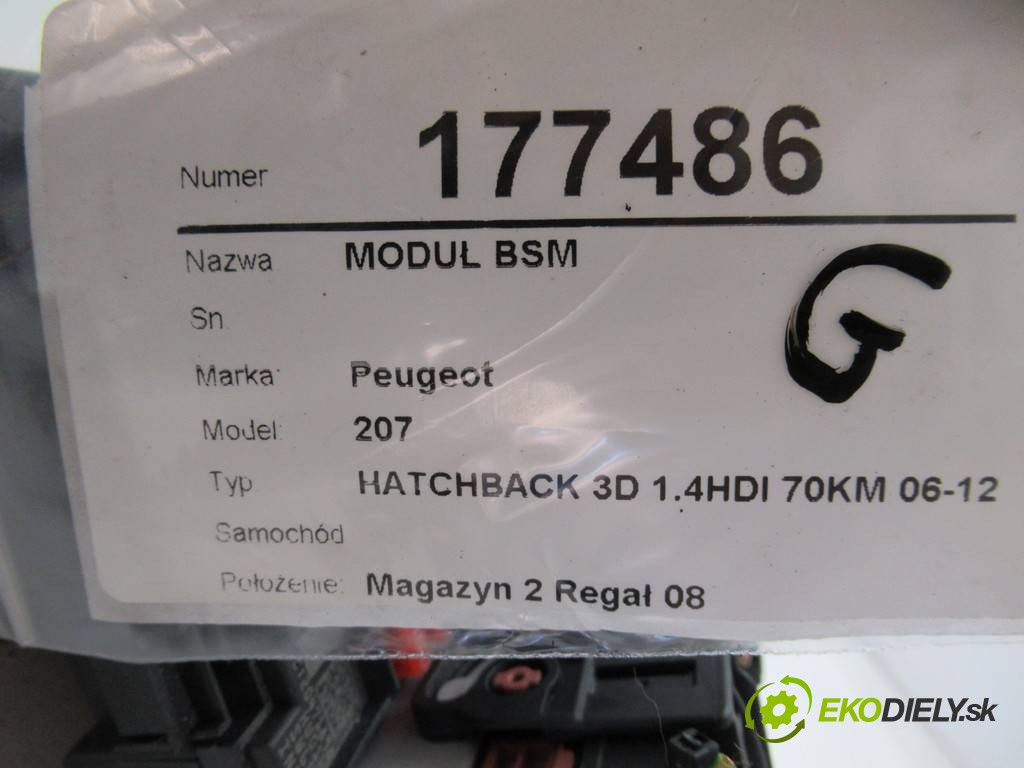 Numer 177486
Nazwa MODUŁ BSM
G
Sn
Marka: Peugeot
Model: 207
Typ HATCHBACK 3D 1.4HDI 70KM 06-12
Samochód
Położenie: Magazyn 2 Regał 08
EKODIELY.sk